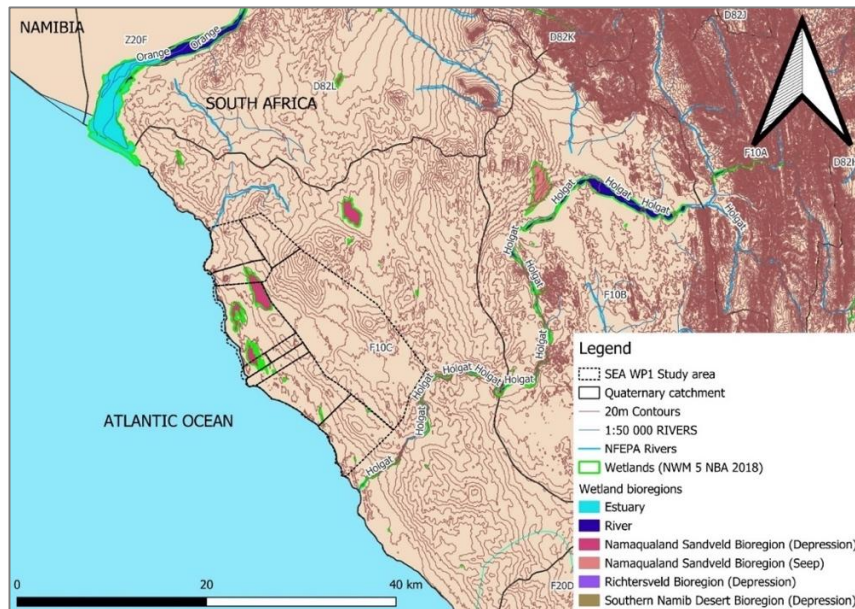 NAMIBIA
Z20F
Orange
Orange
D82K
D82J
D82L
SOUTH AFRICA
F10A
Holgat
Holgat
Holgat
Holgat
Holgat
Holgat
F10B
F10C
Holgat
Holgat
Holgat
Holgat
Holgat
Holgat
ATLANTIC OCEAN
F20D
0 20 40 km
Legend
SEA WP1 Study area
Quaternary catchment
20m Contours
1:50 000 RIVERS
NFEPA Rivers
Wetlands (NWM 5 NBA 2018)
Wetland bioregions
Estuary
River
Namaqualand Sandveld Bioregion (Depression)
Namaqualand Sandveld Bioregion (Seep)
Richtersveld Bioregion (Depression)
Southern Namib Desert Bioregion (Depression)